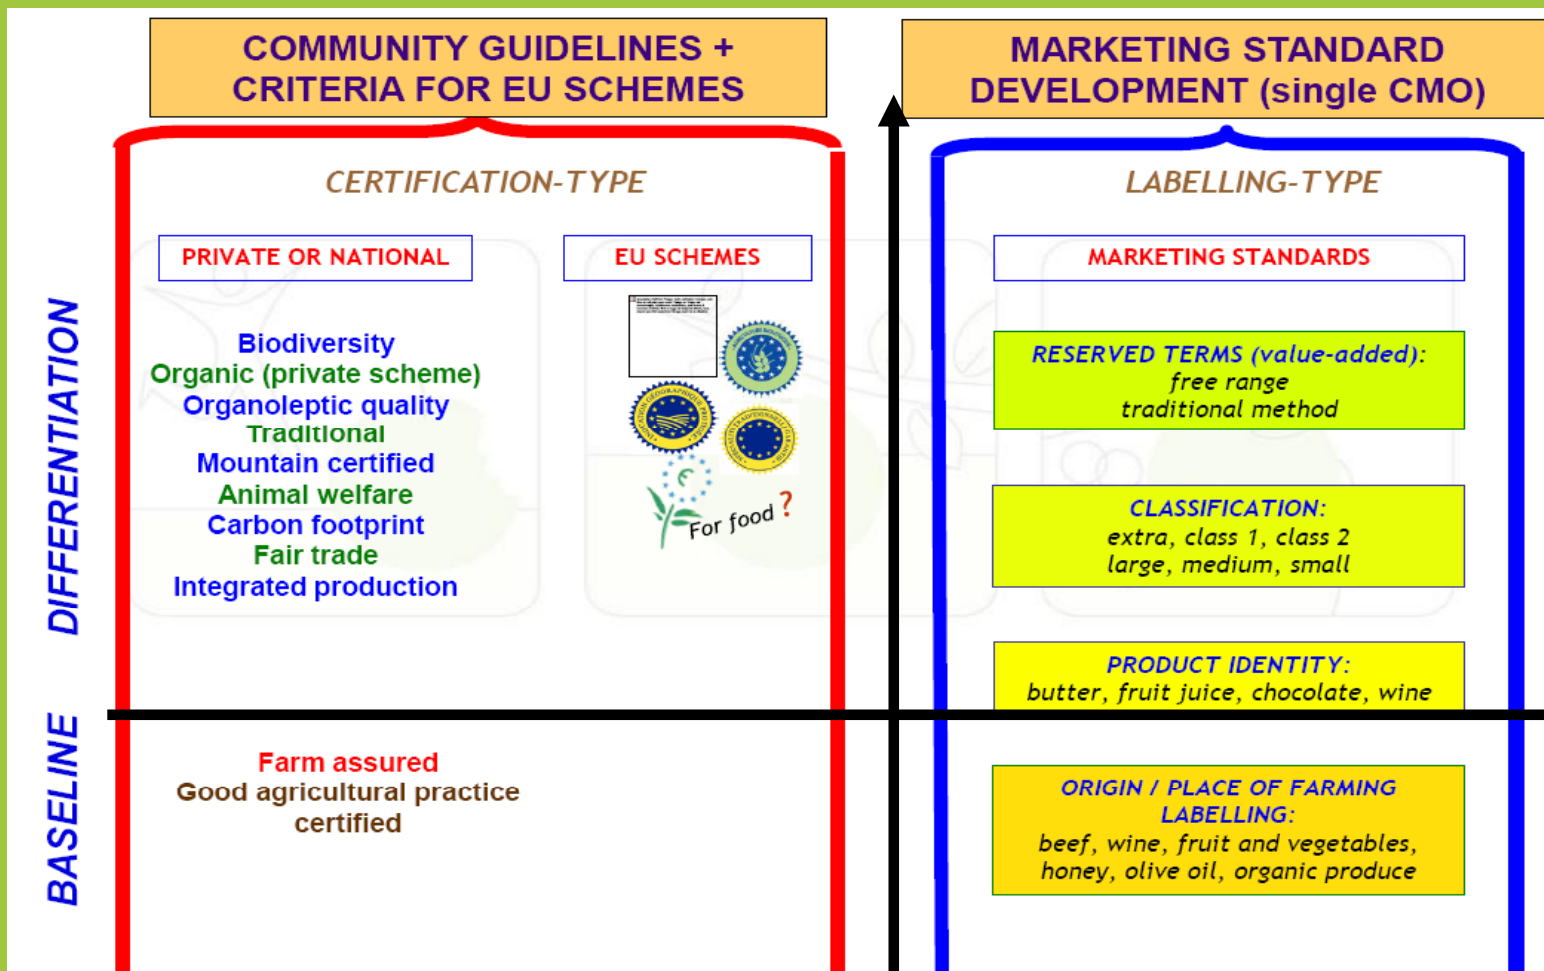 COMMUNITY GUIDELINES +
CRITERIA FOR EU SCHEMES
MARKETING STANDARD
DEVELOPMENT (single CMO)
CERTIFICATION-TYPE
LABELLING-TYPE
PRIVATE OR NATIONAL
EU SCHEMES
MARKETING STANDARDS
DIFFERENTIATION
Biodiversity
Organic (private scheme)
Organoleptic quality
Traditional
Mountain certified
Animal welfare
Carbon footprint
Fair trade
Integrated production
INDICATION GÉOGRAPHIQUE PROTÉGÉE
For food ?
RESERVED TERMS (value-added):
free range
traditional method
CLASSIFICATION:
extra, class 1, class 2
large, medium, small
PRODUCT IDENTITY:
butter, fruit juice, chocolate, wine
BASELINE
Farm assured
Good agricultural practice
certified
ORIGIN / PLACE OF FARMING
LABELLING:
beef, wine, fruit and vegetables,
honey, olive oil, organic produce